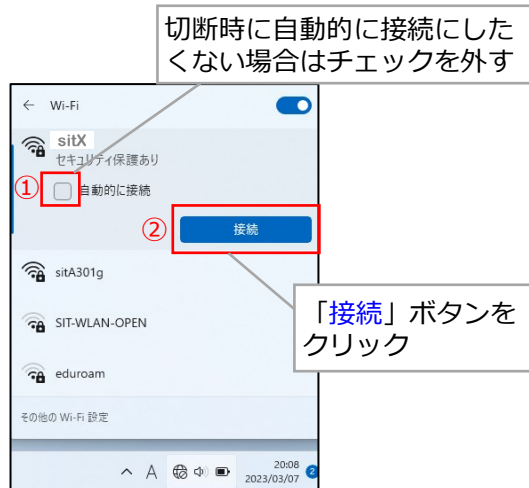 切断時に自動的に接続にした
くない場合はチェックを外す
← Wi-Fi
sitX
セキュリティ保護あり
① 自動的に接続
② 接続
sitA301g
「接続」ボタンを
クリック
SIT-WLAN-OPEN
eduroam
その他の Wi-Fi 設定
A
20:08
2023/03/07
2